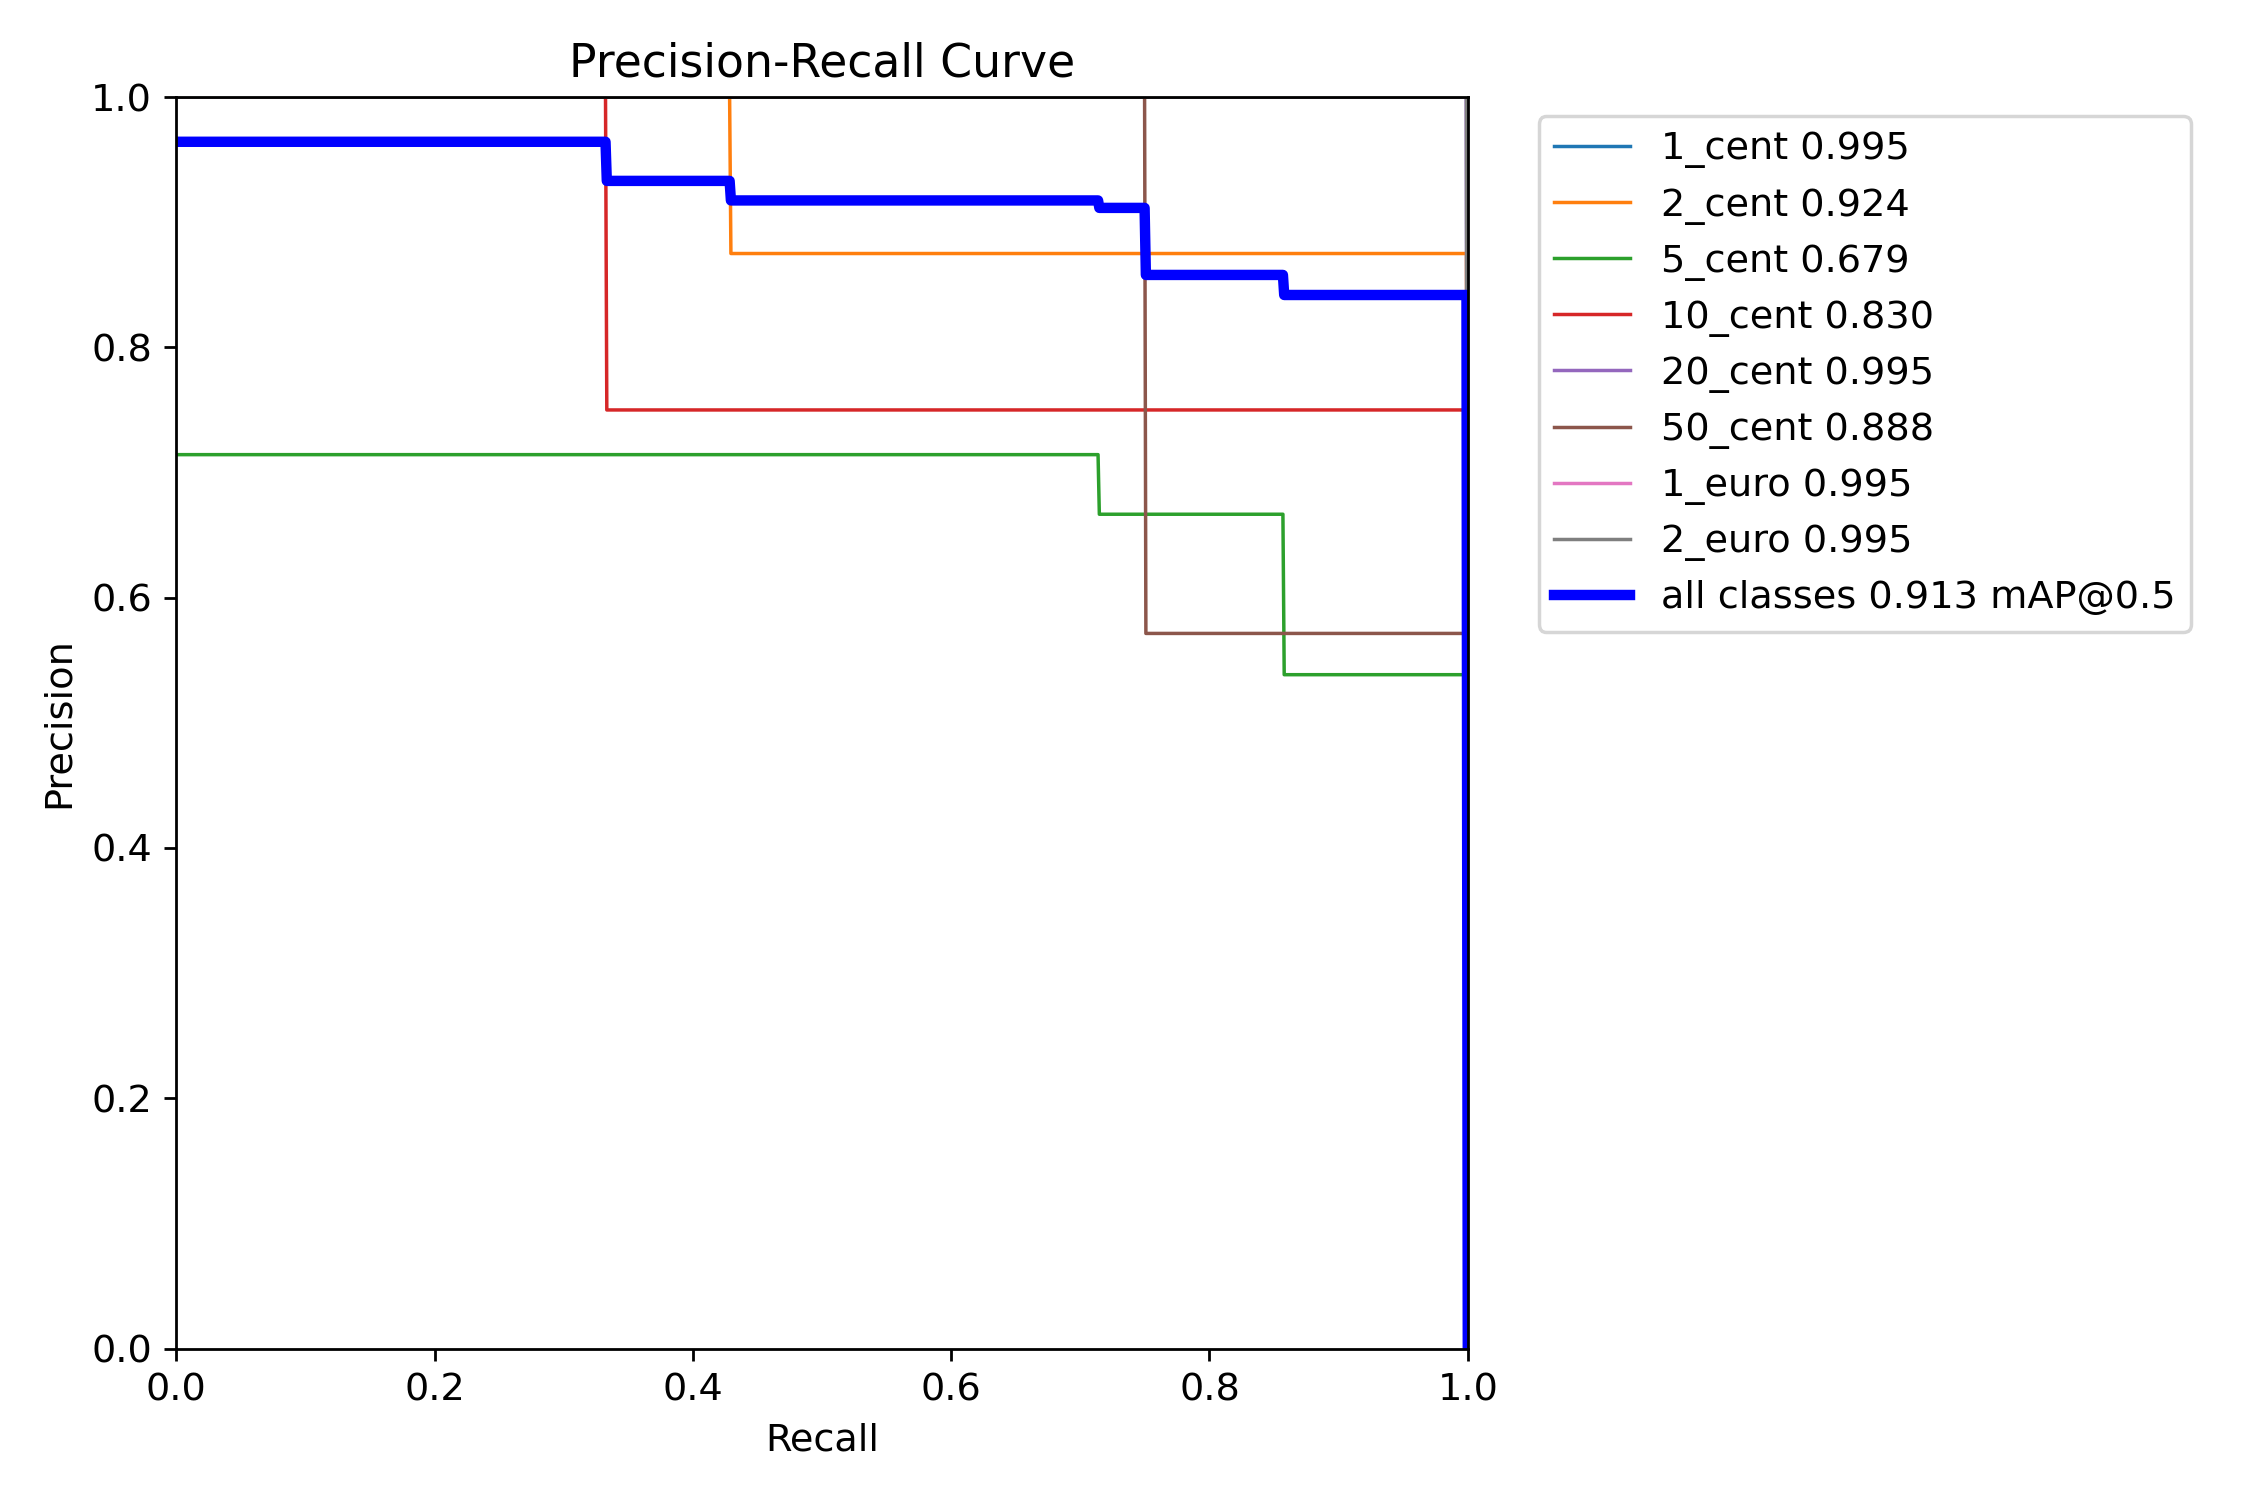 Precision-Recall Curve
1.0
0.8
0.6
0.4
0.2
0.0
Precision
0.0 0.2 0.4 0.6 0.8 1.0
Recall
1_cent 0.995
2_cent 0.924
5_cent 0.679
10_cent 0.830
20_cent 0.995
50_cent 0.888
1_euro 0.995
2_euro 0.995
all classes 0.913 mAP@0.5